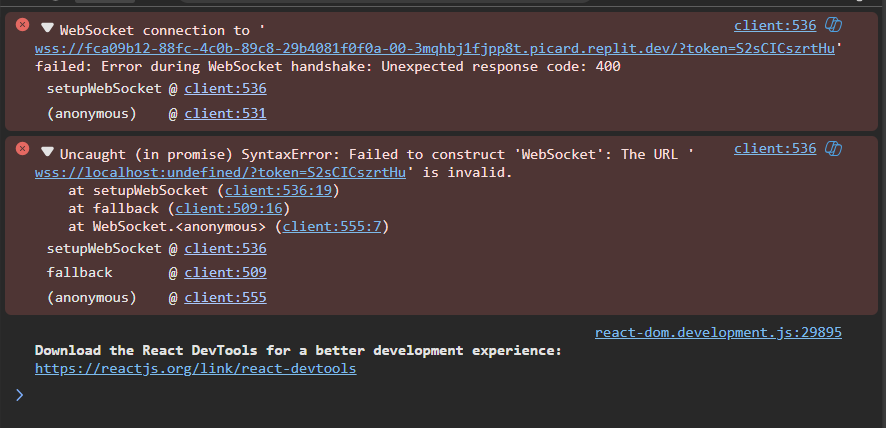 WebSocket connection to '
client:536
wss://fca09b12-88fc-4c0b-89c8-29b4081f0f0a-00-3mqhbj1fjpp8t.picard.replit.dev/?token=S2sCICszrtHu'
failed: Error during WebSocket handshake: Unexpected response code: 400
setupWebSocket @ client:536
(anonymous) @ client:531
Uncaught (in promise) SyntaxError: Failed to construct 'WebSocket': The URL '
client:536
wss://localhost:undefined/?token=S2sCICszrtHu' is invalid.
at setupWebSocket (client:536:19)
at fallback (client:509:16)
at WebSocket.<anonymous> (client:555:7)
setupWebSocket @ client:536
fallback @ client:509
(anonymous) @ client:555
react-dom.development.js:29895
Download the React DevTools for a better development experience:
https://reactjs.org/link/react-devtools
>